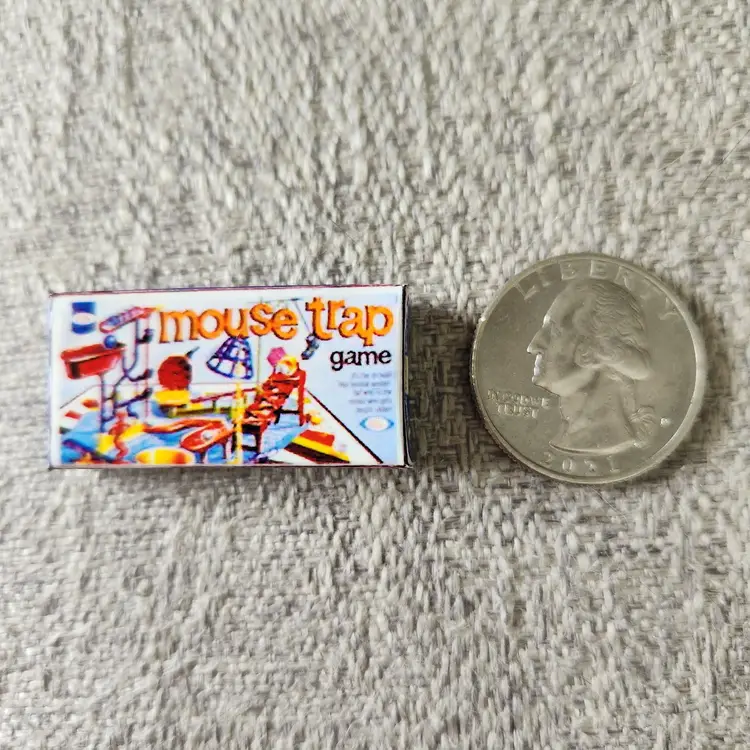 mouse trap
game
LIBERTY
IN GOD WE
TRUST
2021